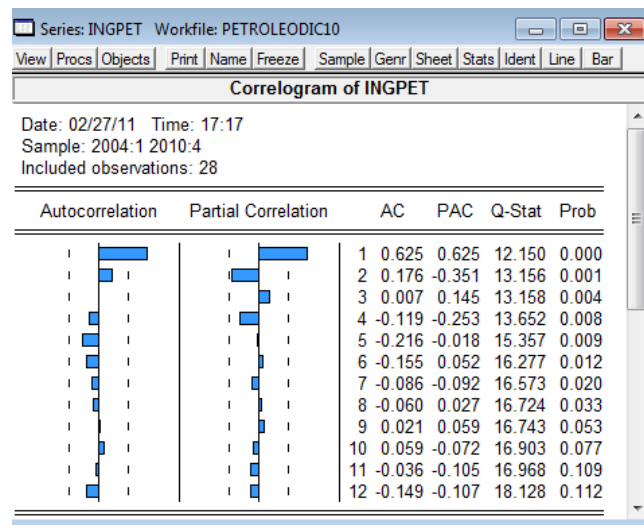 Series: INGPET Workfile: PETROLEODIC10
View Procs Objects Print Name Freeze Sample Genr Sheet Stats Ident Line Bar
Correlogram of INGPET
Date: 02/27/11 Time: 17:17
Sample: 2004:1 2010:4
Included observations: 28
Autocorrelation Partial Correlation AC PAC Q-Stat Prob
1 0.625 0.625 12.150 0.000
2 0.176 -0.351 13.156 0.001
3 0.007 0.145 13.158 0.004
4 -0.119 -0.253 13.652 0.008
5 -0.216 -0.018 15.357 0.009
6 -0.155 0.052 16.277 0.012
7 -0.086 -0.092 16.573 0.020
8 -0.060 0.027 16.724 0.033
9 0.021 0.059 16.743 0.053
10 0.059 -0.072 16.903 0.077
11 -0.036 -0.105 16.968 0.109
12 -0.149 -0.107 18.128 0.112